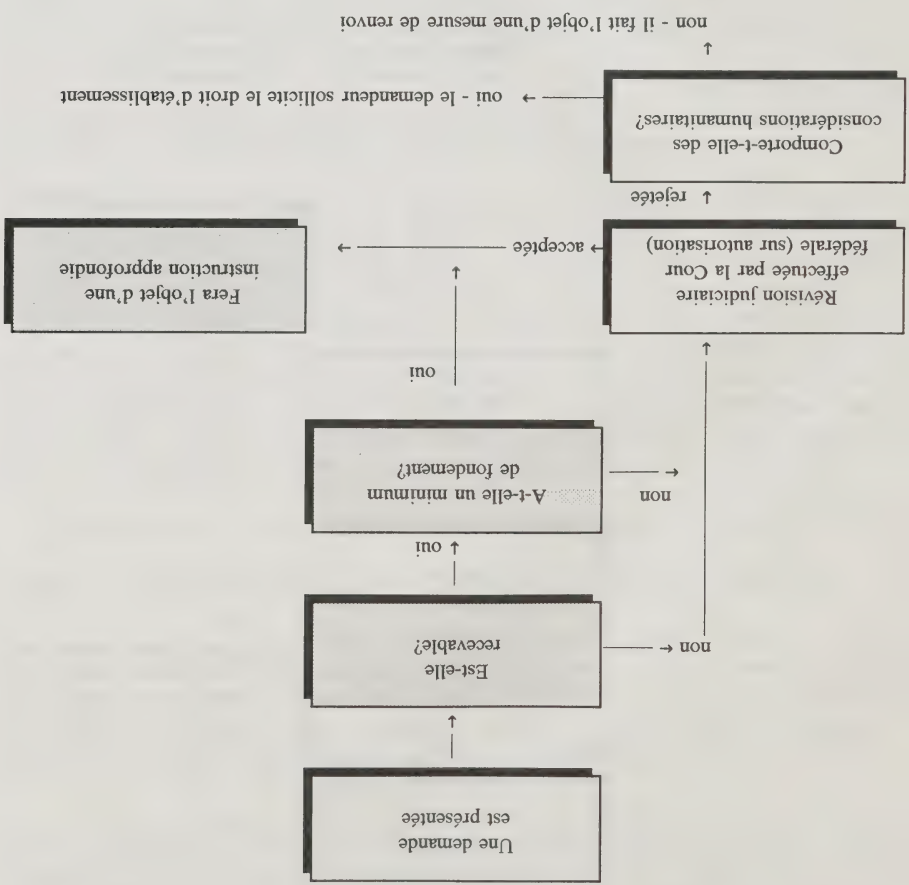 Une demande
est présentée
Est-elle
recevable?
non
oui
A-t-elle un minimum
de fondement?
non
oui
Révision judiciaire
effectuée par la Cour
fédérale (sur autorisation)
acceptée
Fera l'objet d'une
instruction approfondie
rejetée
Comporte-t-elle des
considérations humanitaires?
oui - le demandeur sollicite le droit d'établissement
non - il fait l'objet d'une mesure de renvoi